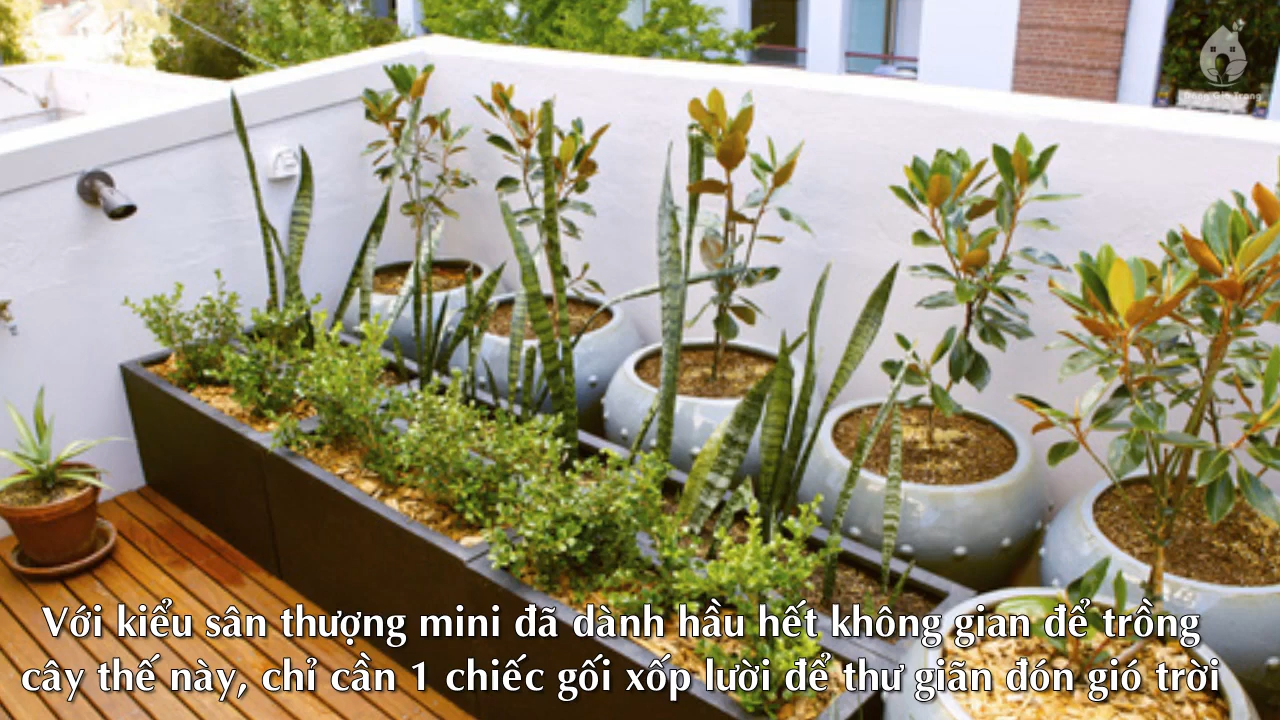 Với kiểu sân thượng mini đã dành hầu hết không gian để trồng
cây thế này, chỉ cần 1 chiếc gối xốp lười để thư giãn đón gió trời